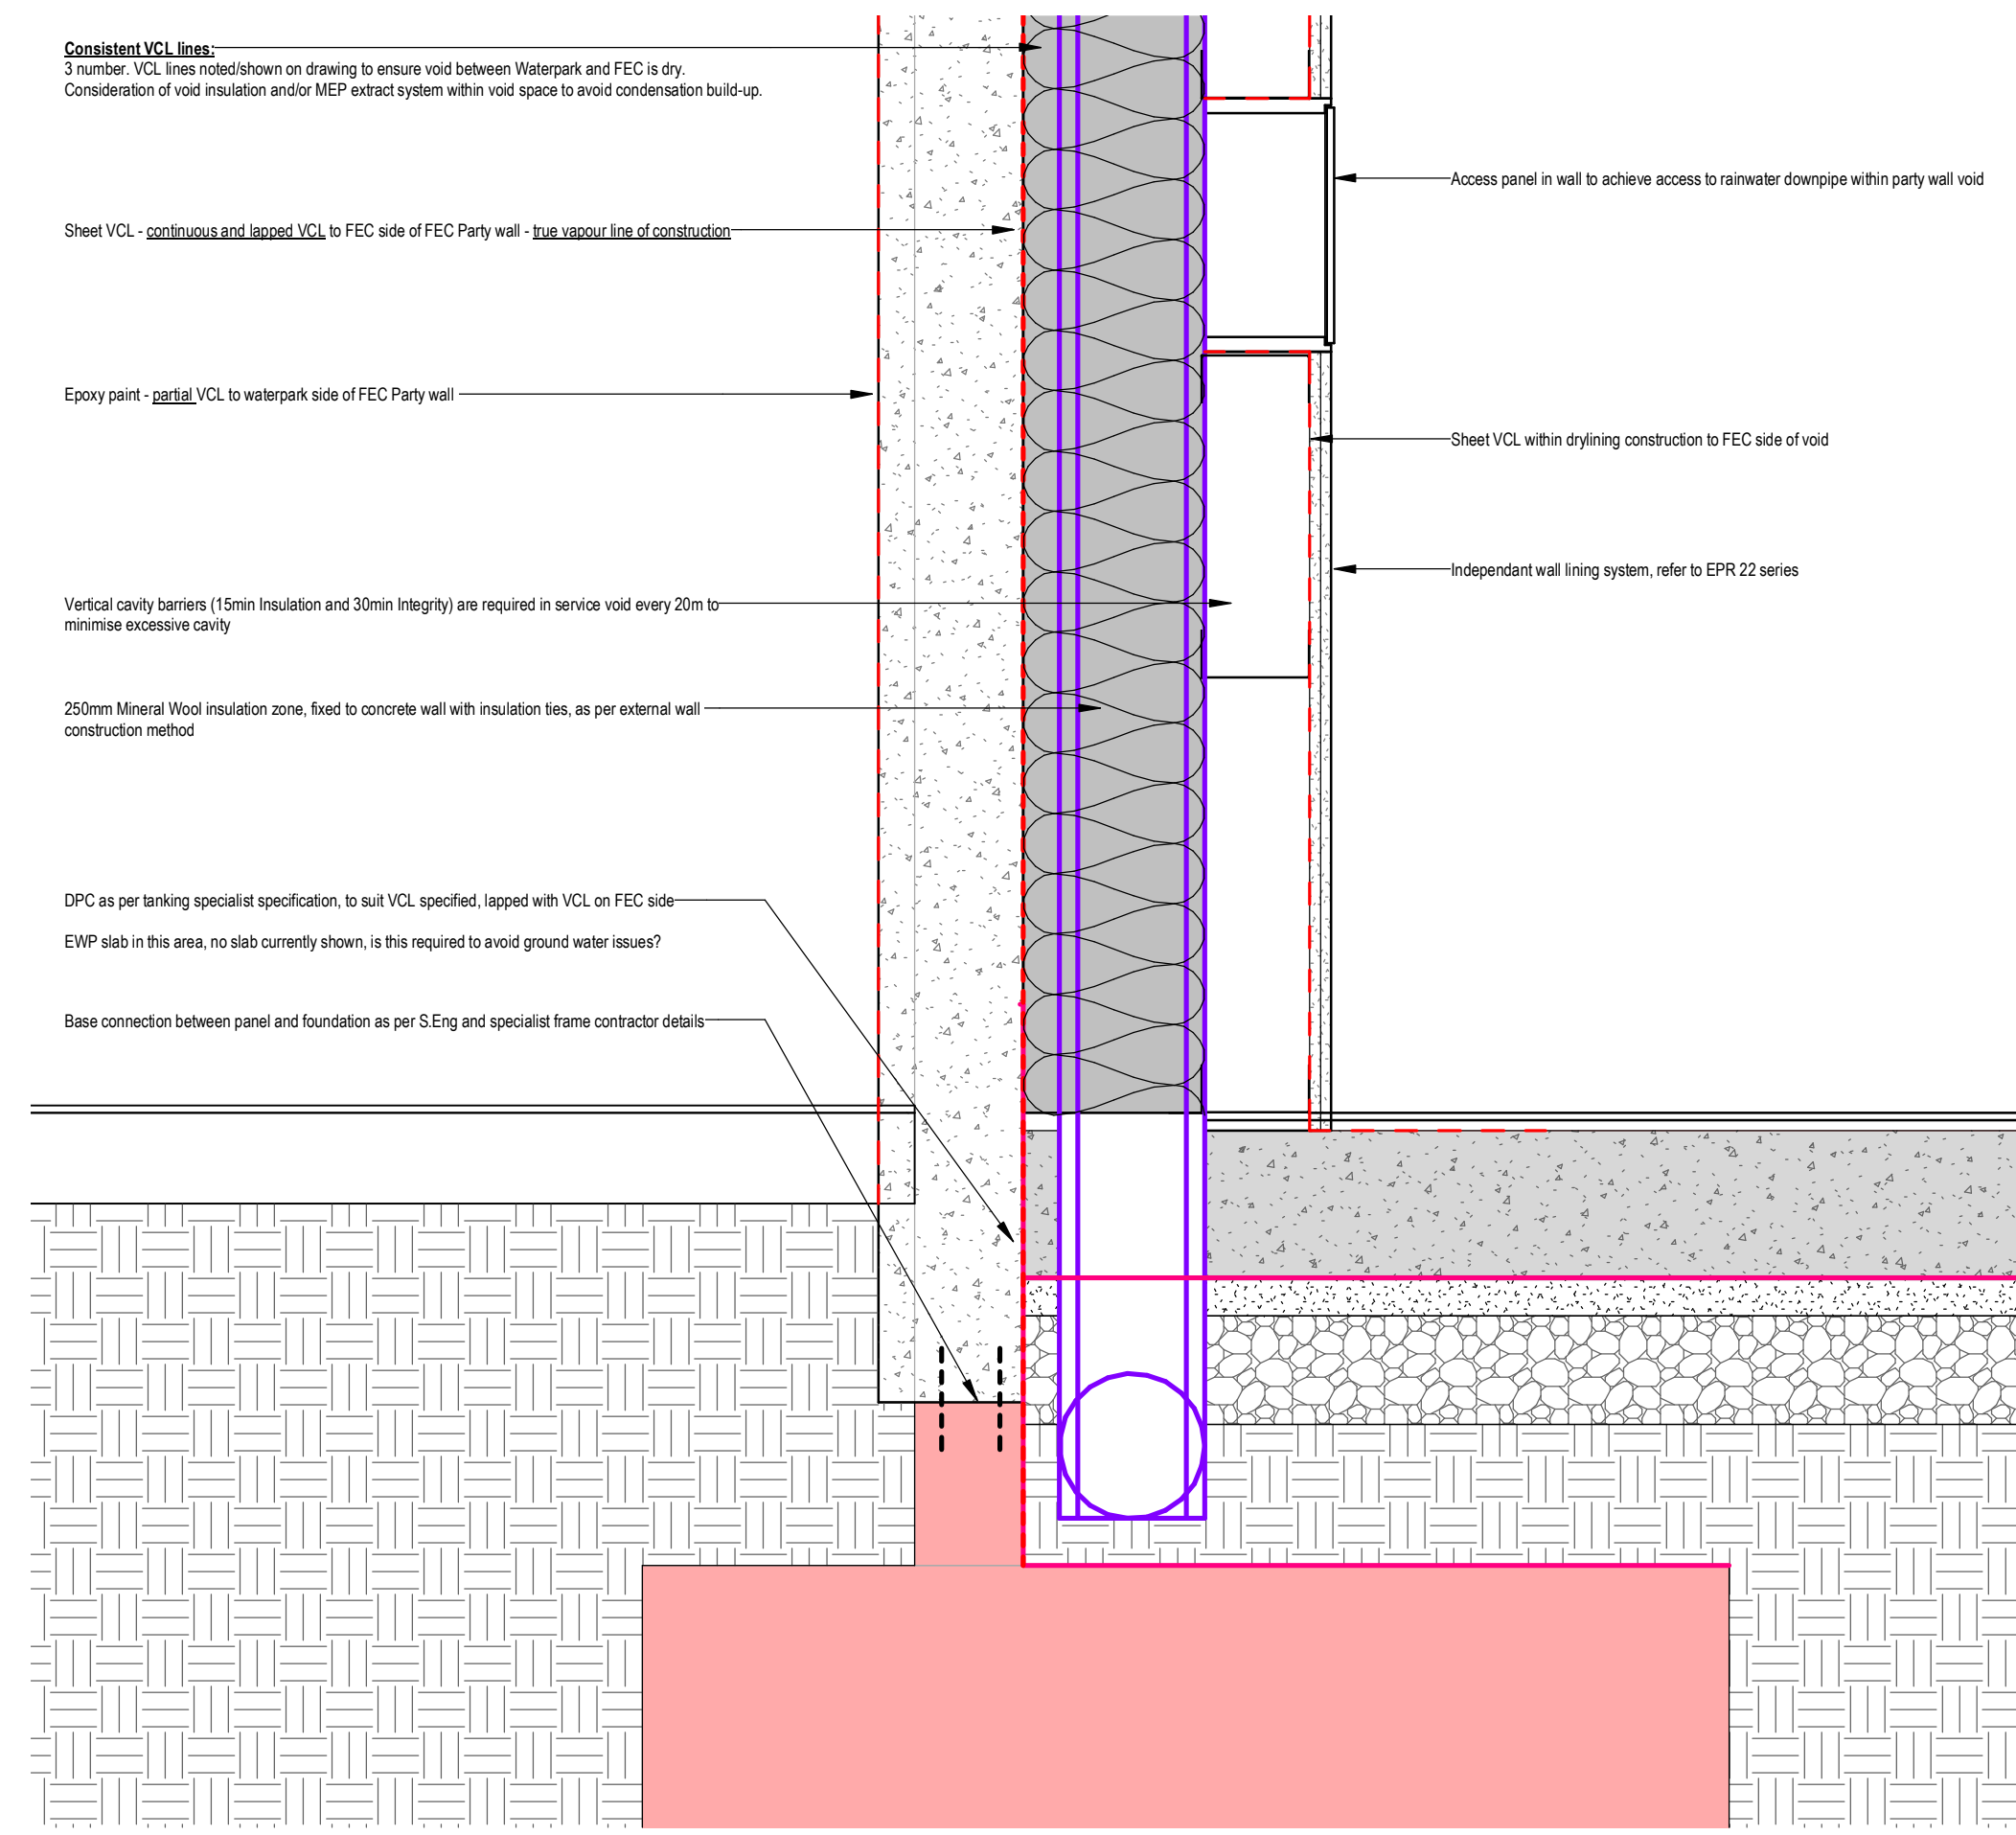 Consistent VCL lines:
3 number. VCL lines noted/shown on drawing to ensure void between Waterpark and FEC is dry.
Consideration of void insulation and/or MEP extract system within void space to avoid condensation build-up.
Access panel in wall to achieve access to rainwater downpipe within party wall void
Sheet VCL - continuous and lapped VCL to FEC side of FEC Party wall - true vapour line of construction
Epoxy paint - partial VCL to waterpark side of FEC Party wall
Sheet VCL within drylining construction to FEC side of void
Independant wall lining system, refer to EPR 22 series
Vertical cavity barriers (15min Insulation and 30min Integrity) are required in service void every 20m to
minimise excessive cavity
250mm Mineral Wool insulation zone, fixed to concrete wall with insulation ties, as per external wall
construction method
DPC as per tanking specialist specification, to suit VCL specified, lapped with VCL on FEC side
EWP slab in this area, no slab currently shown, is this required to avoid ground water issues?
Base connection between panel and foundation as per S.Eng and specialist frame contractor details